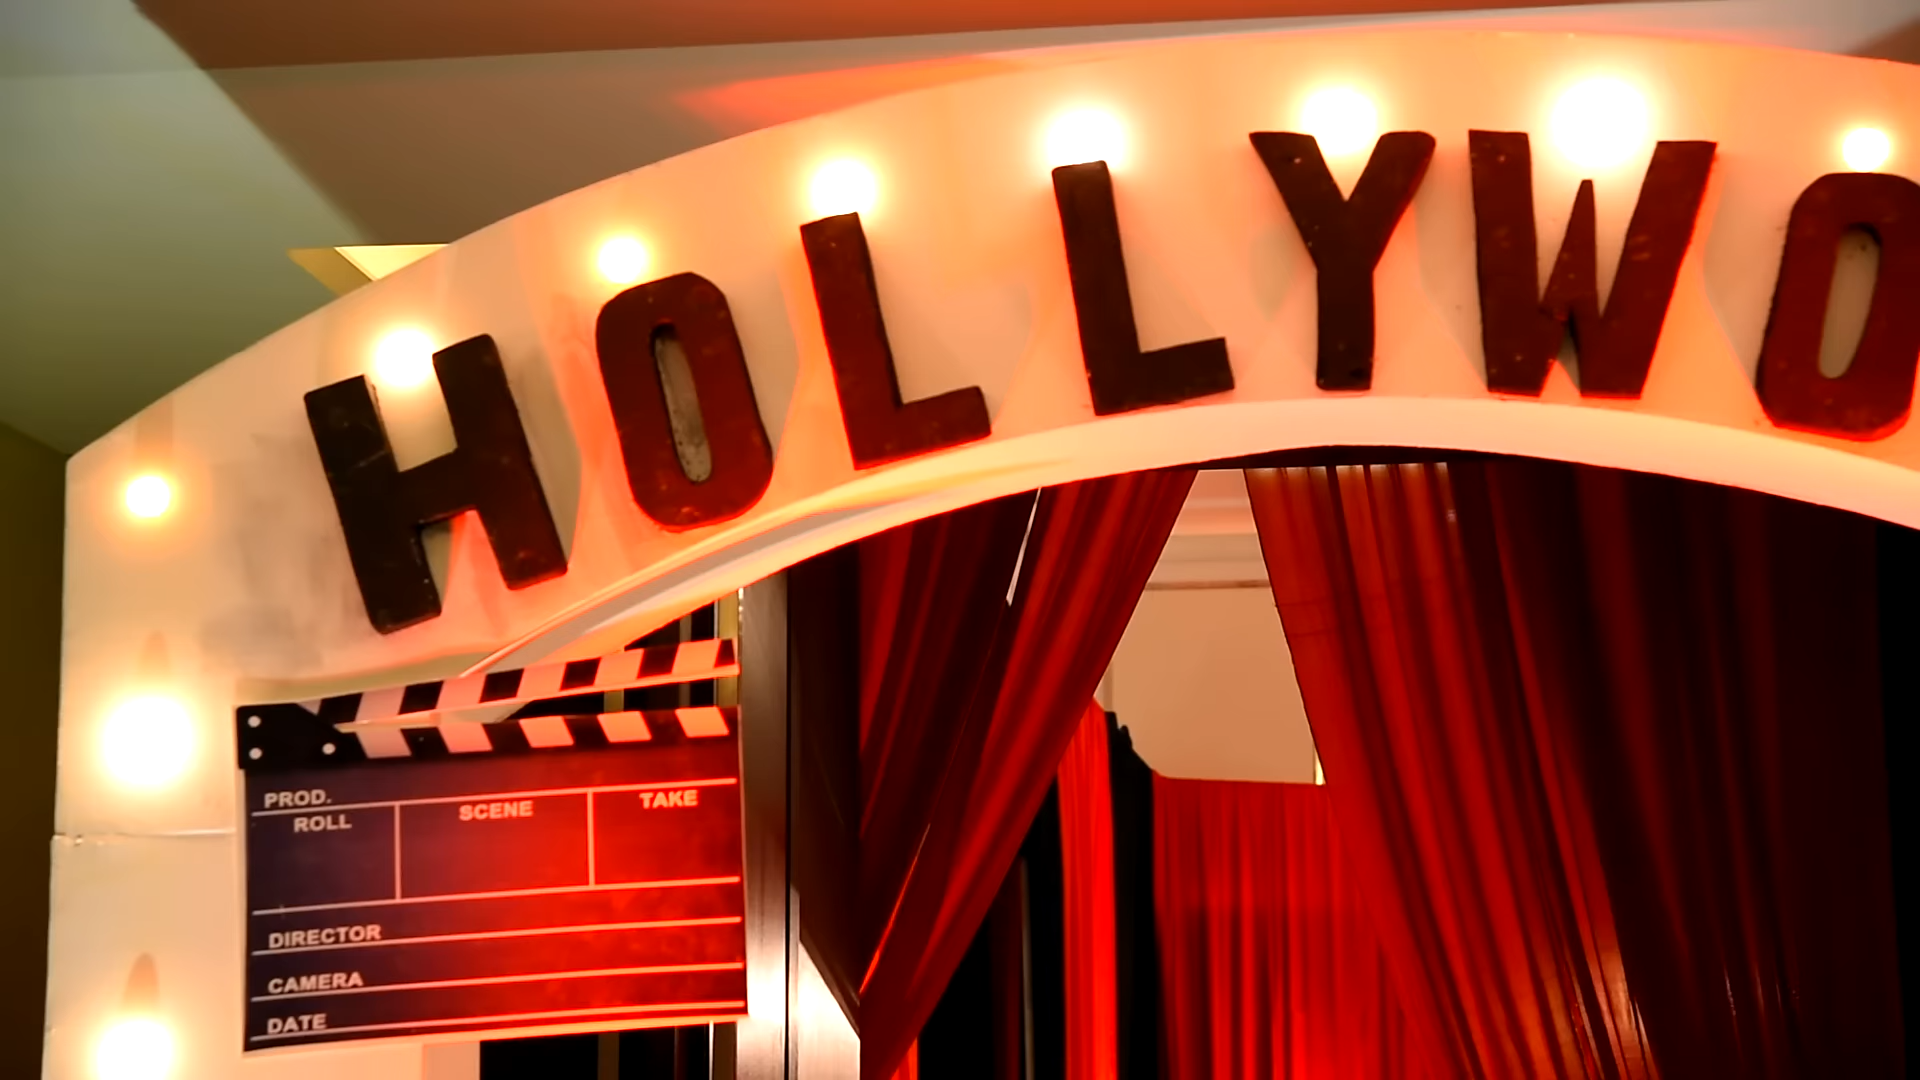 HOLLYWO
PROD.
ROLL SCENE TAKE
DIRECTOR
CAMERA
DATE